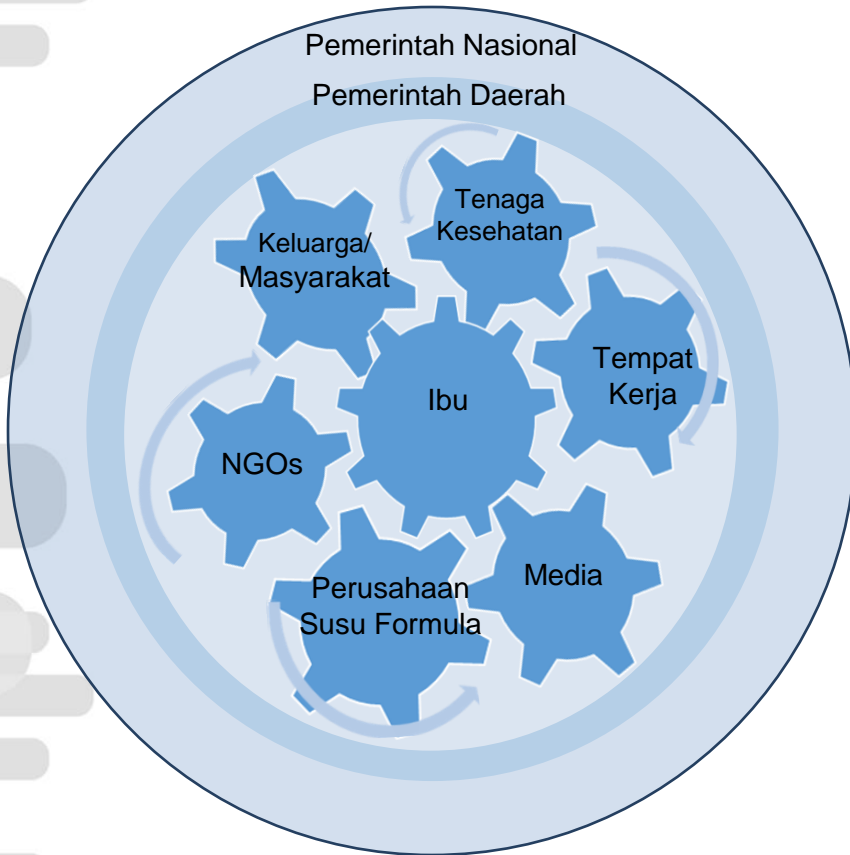 Pemerintah Nasional
Pemerintah Daerah
Tenaga
Kesehatan
Keluarga/
Masyarakat
Tempat
Kerja
Ibu
NGOs
Media
Perusahaan
Susu Formula